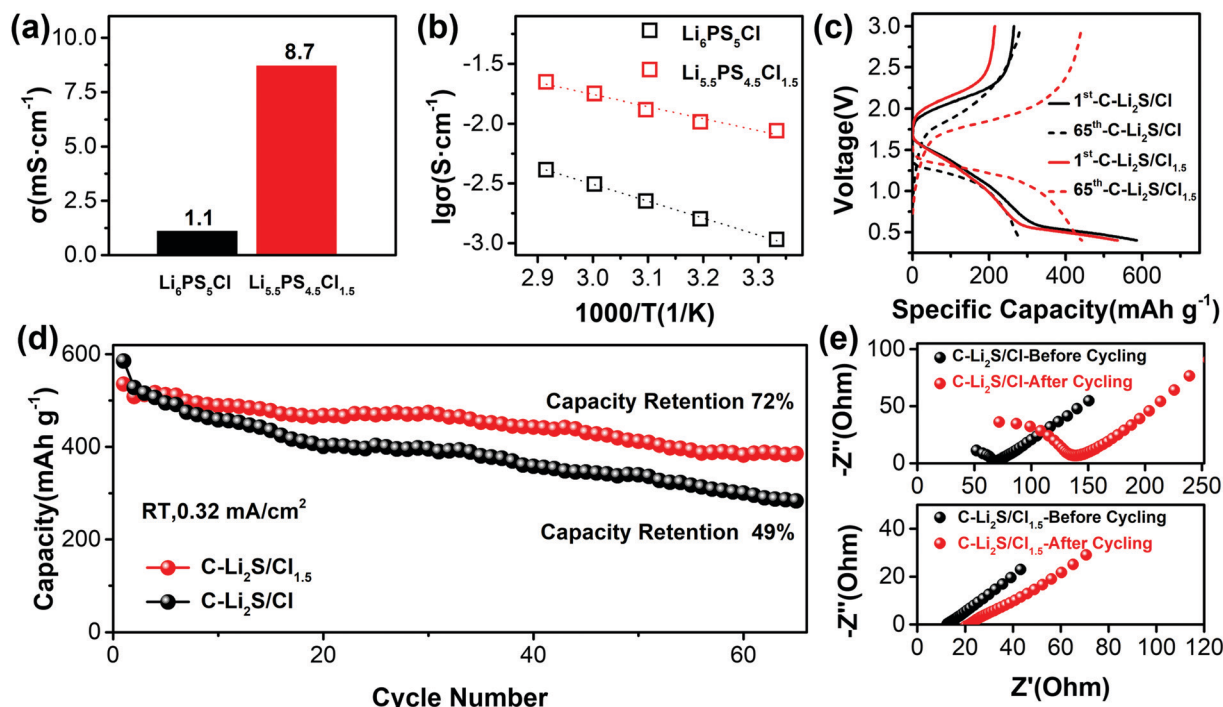 (a)
10.0
7.5
5.0
2.5
0.0
σ(mS·cm⁻¹)
1.1
8.7
Li₆PS₅Cl
Li₅.₅PS₄.₅Cl₁.₅
(b)
-1.5
-2.0
-2.5
-3.0
lgσ(S·cm⁻¹)
Li₆PS₅Cl
Li₅.₅PS₄.₅Cl₁.₅
2.9 3.0 3.1 3.2 3.3
1000/T(1/K)
(c)
3.0
2.5
2.0
1.5
1.0
0.5
Voltage(V)
1ˢᵗ-C-Li₂S/Cl
65ᵗʰ-C-Li₂S/Cl
1ˢᵗ-C-Li₂S/Cl₁.₅
65ᵗʰ-C-Li₂S/Cl₁.₅
0 200 400 600 800
Specific Capacity(mAh g⁻¹)
(d)
600
400
200
0
Capacity(mAh g⁻¹)
Capacity Retention 72%
RT,0.32 mA/cm²
Capacity Retention 49%
C-Li₂S/Cl₁.₅
C-Li₂S/Cl
0 20 40 60
Cycle Number
(e)
100
50
0
-Z''(Ohm)
C-Li₂S/Cl-Before Cycling
C-Li₂S/Cl-After Cycling
0 50 100 150 200 250
40
20
0
-Z''(Ohm)
C-Li₂S/Cl₁.₅-Before Cycling
C-Li₂S/Cl₁.₅-After Cycling
0 20 40 60 80 100 120
Z'(Ohm)